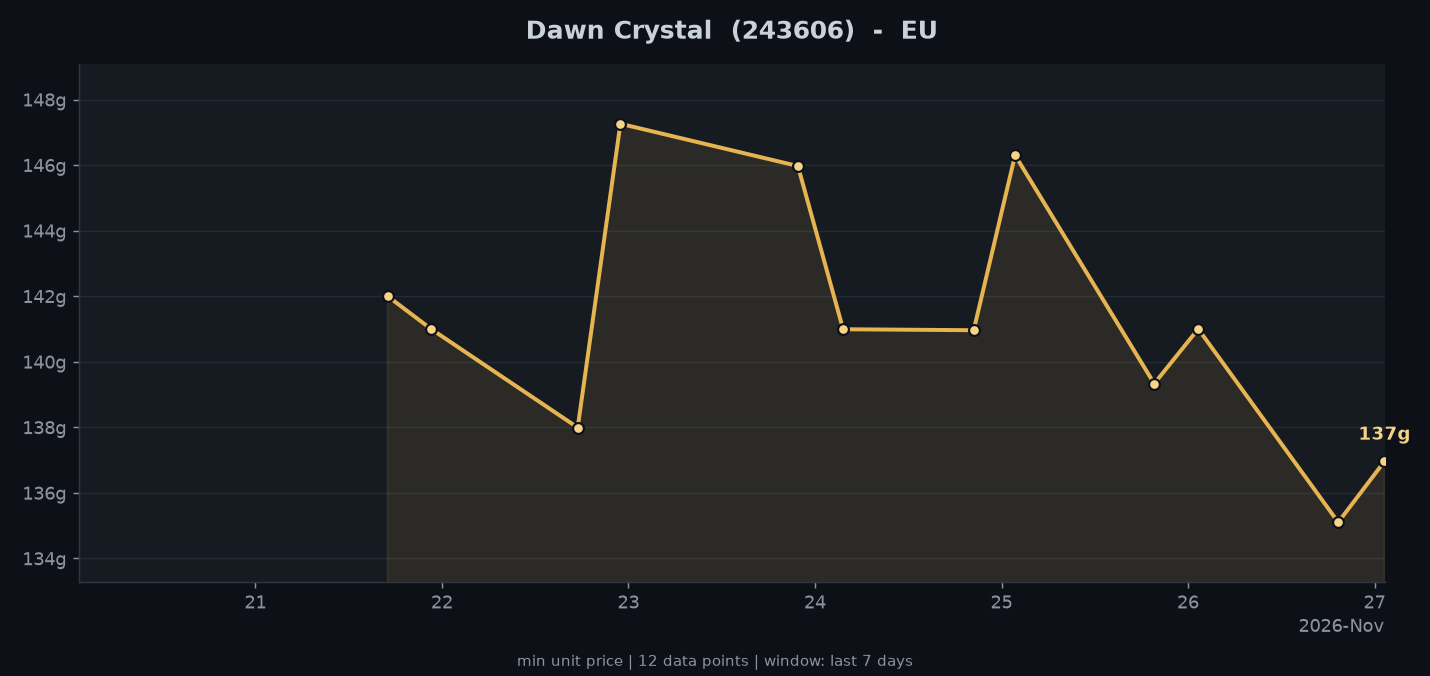 Dawn Crystal  (243606)  -  EU
148g
146g
144g
142g
140g
138g
137g
136g
134g
21 22 23 24 25 26 27
2026-Nov
min unit price | 12 data points | window: last 7 days